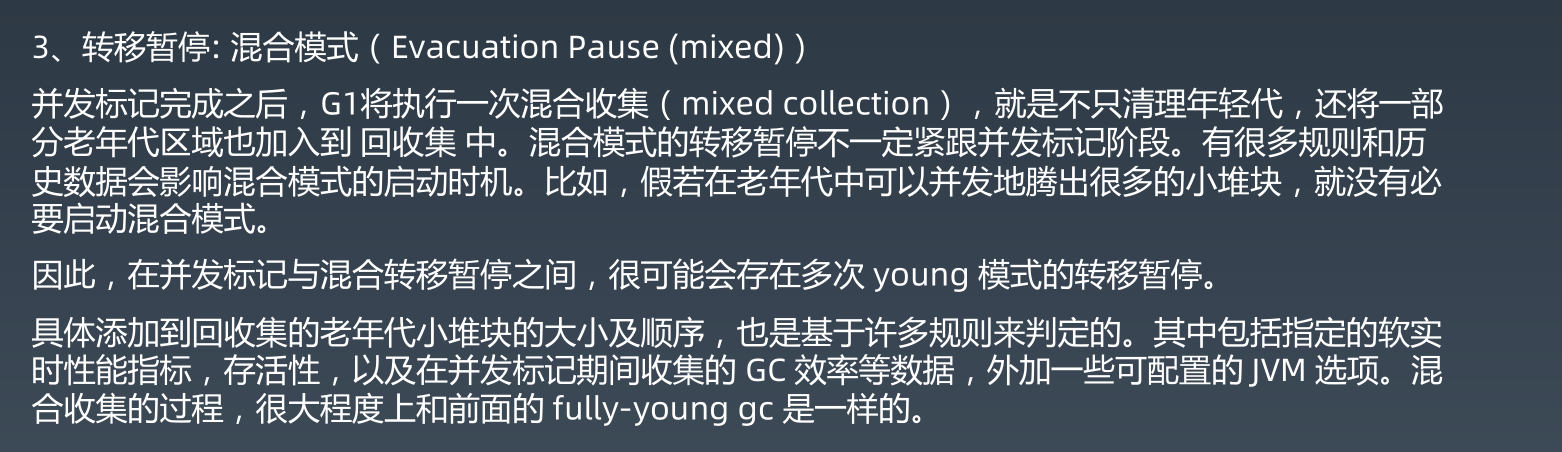 3、转移暂停: 混合模式（Evacuation Pause (mixed)）
并发标记完成之后，G1将执行一次混合收集（mixed collection），就是不只清理年轻代，还将一部
分老年代区域也加入到 回收集 中。混合模式的转移暂停不一定紧跟并发标记阶段。有很多规则和历
史数据会影响混合模式的启动时机。比如，假若在老年代中可以并发地腾出很多的小堆块，就没有必
要启动混合模式。
因此，在并发标记与混合转移暂停之间，很可能会存在多次 young 模式的转移暂停。
具体添加到回收集的老年代小堆块的大小及顺序，也是基于许多规则来判定的。其中包括指定的软实
时性能指标，存活性，以及在并发标记期间收集的 GC 效率等数据，外加一些可配置的 JVM 选项。混
合收集的过程，很大程度上和前面的 fully-young gc 是一样的。